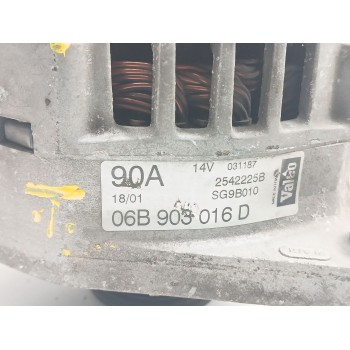 90A 14V 031187
2542225B
18/01 SG9B010
06B 903 016 D
Valeo